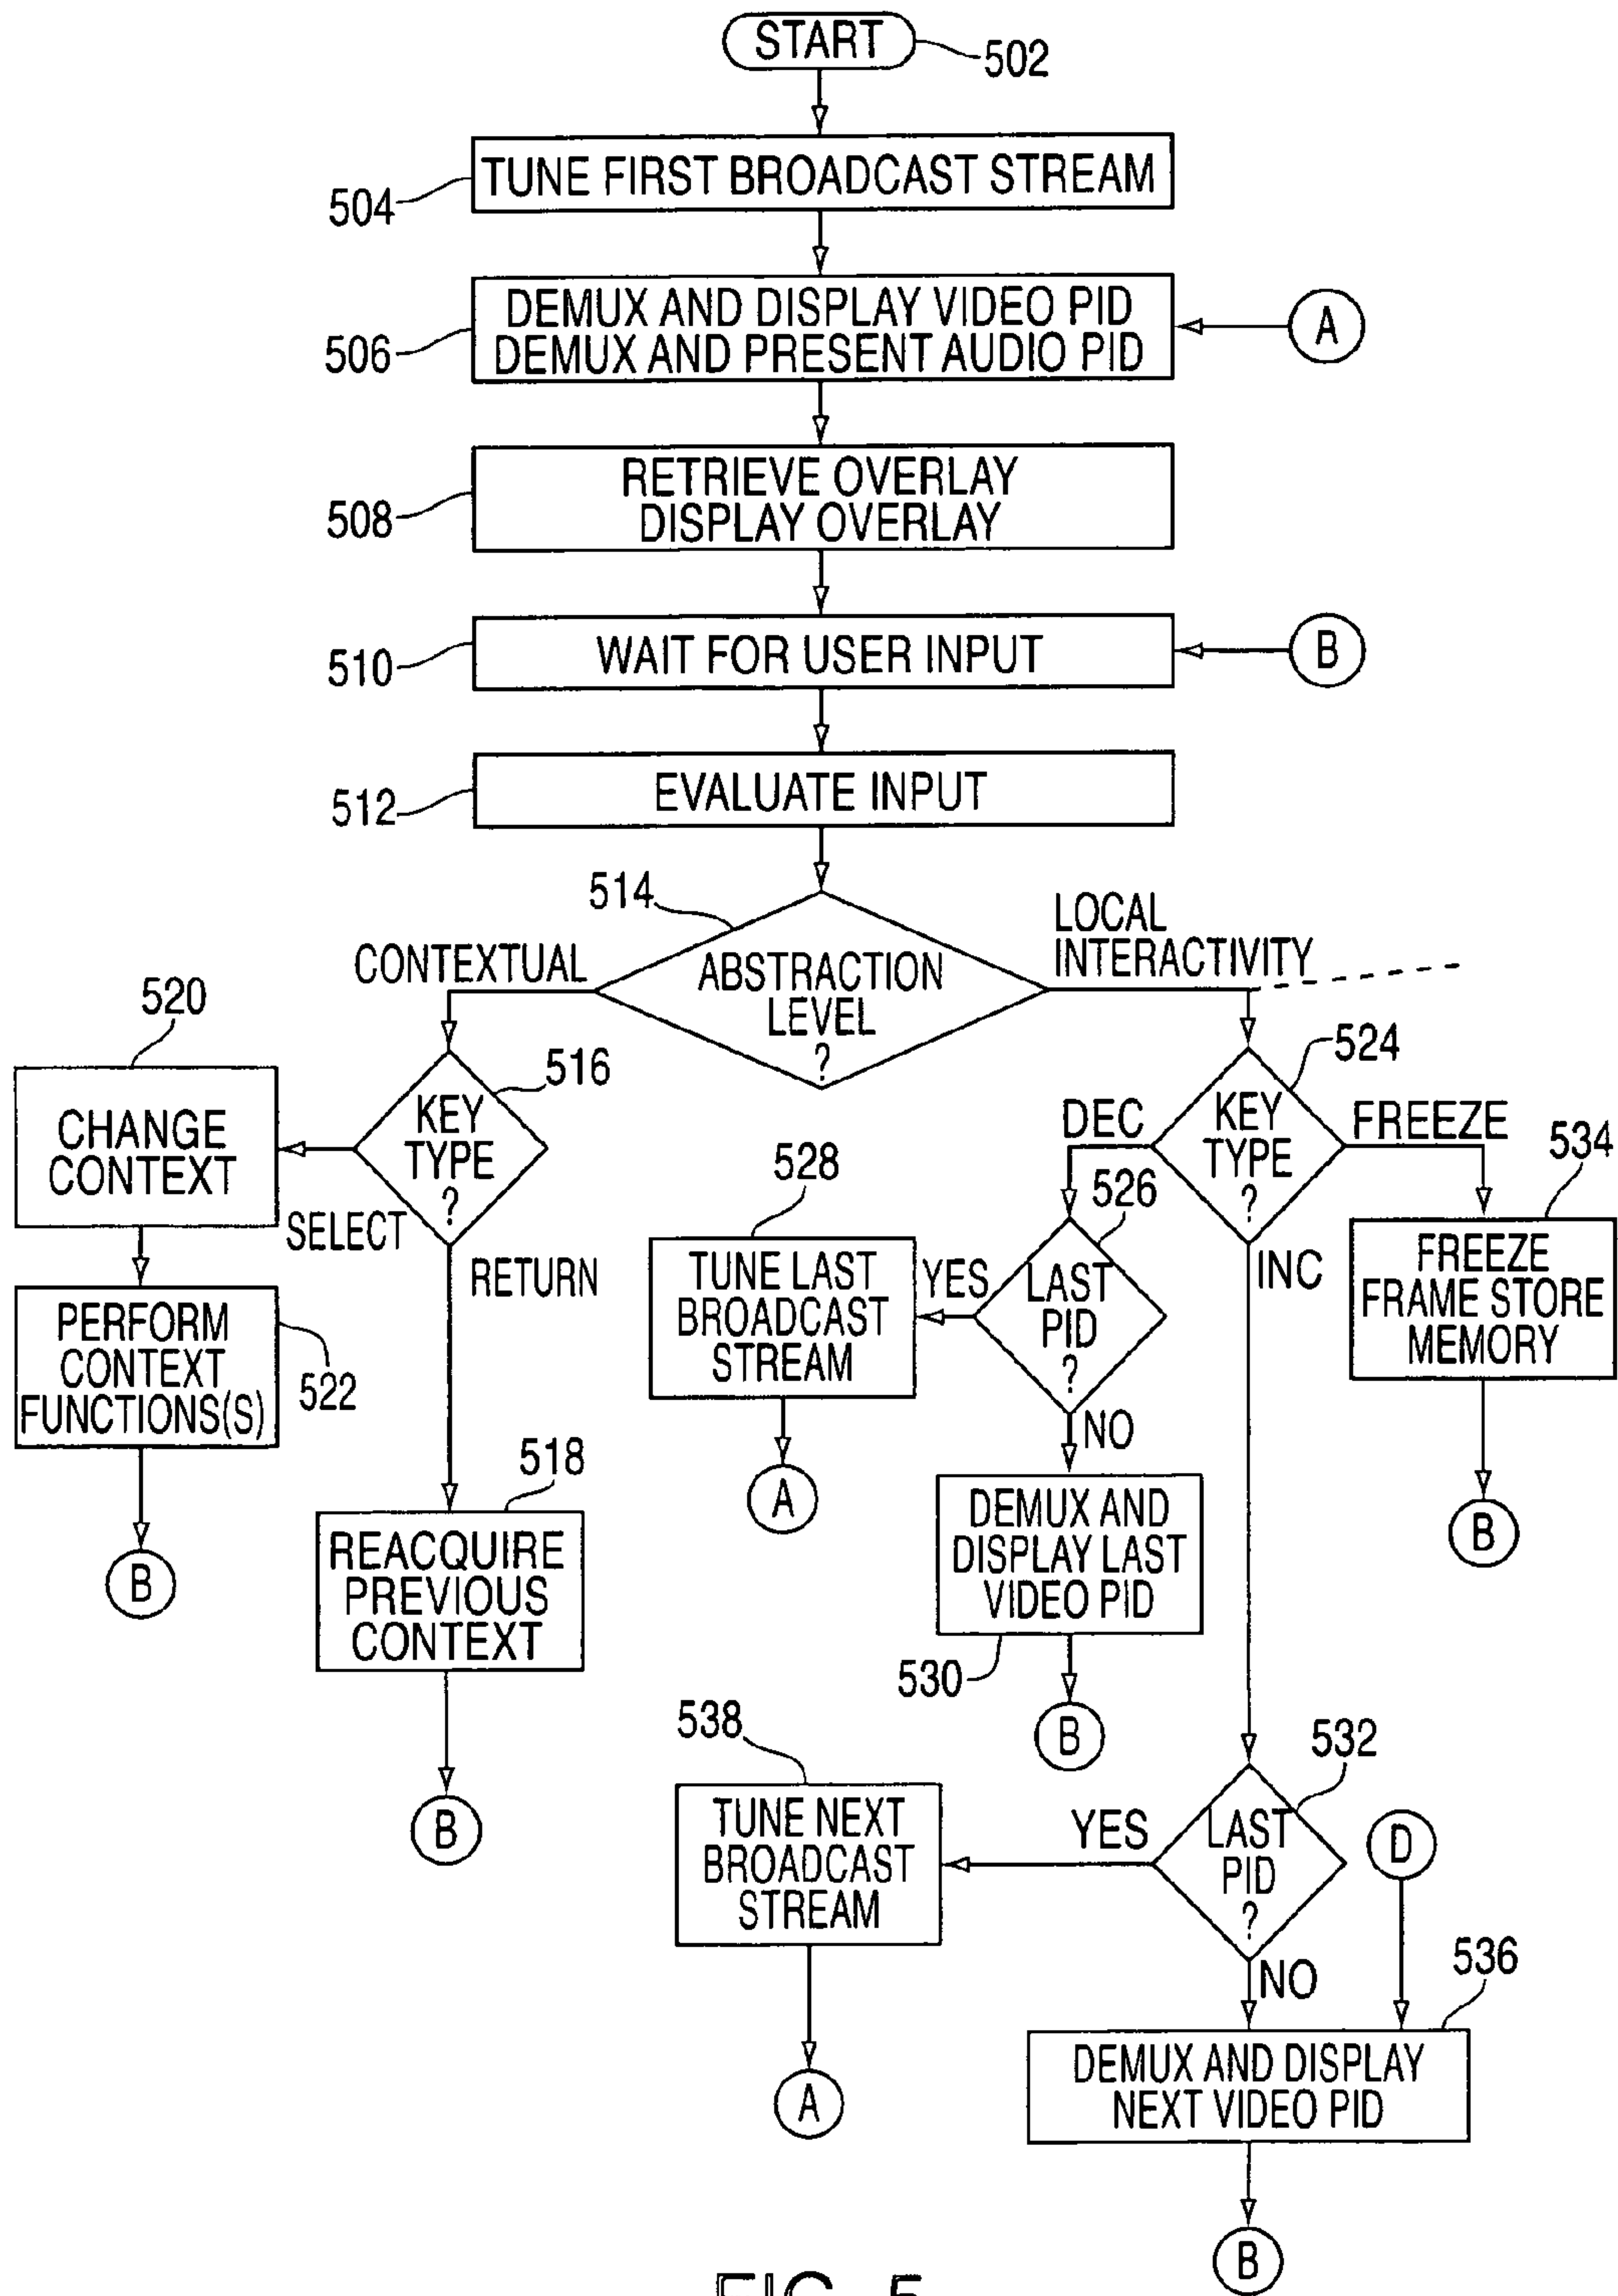 START
502
TUNE FIRST BROADCAST STREAM
504
DEMUX AND DISPLAY VIDEO PID
DEMUX AND PRESENT AUDIO PID
506
A
RETRIEVE OVERLAY
DISPLAY OVERLAY
508
WAIT FOR USER INPUT
510
B
EVALUATE INPUT
512
514
ABSTRACTION
LEVEL
?
CONTEXTUAL
LOCAL
INTERACTIVITY
520
CHANGE
CONTEXT
516
KEY
TYPE
?
SELECT
RETURN
PERFORM
CONTEXT
FUNCTIONS(S)
522
B
518
REACQUIRE
PREVIOUS
CONTEXT
B
524
KEY
TYPE
?
DEC
FREEZE
INC
534
FREEZE
FRAME STORE
MEMORY
B
526
LAST
PID
?
YES
NO
528
TUNE LAST
BROADCAST
STREAM
A
DEMUX AND
DISPLAY LAST
VIDEO PID
530
B
532
LAST
PID
?
YES
NO
538
TUNE NEXT
BROADCAST
STREAM
A
D
536
DEMUX AND DISPLAY
NEXT VIDEO PID
B
FIG. 5